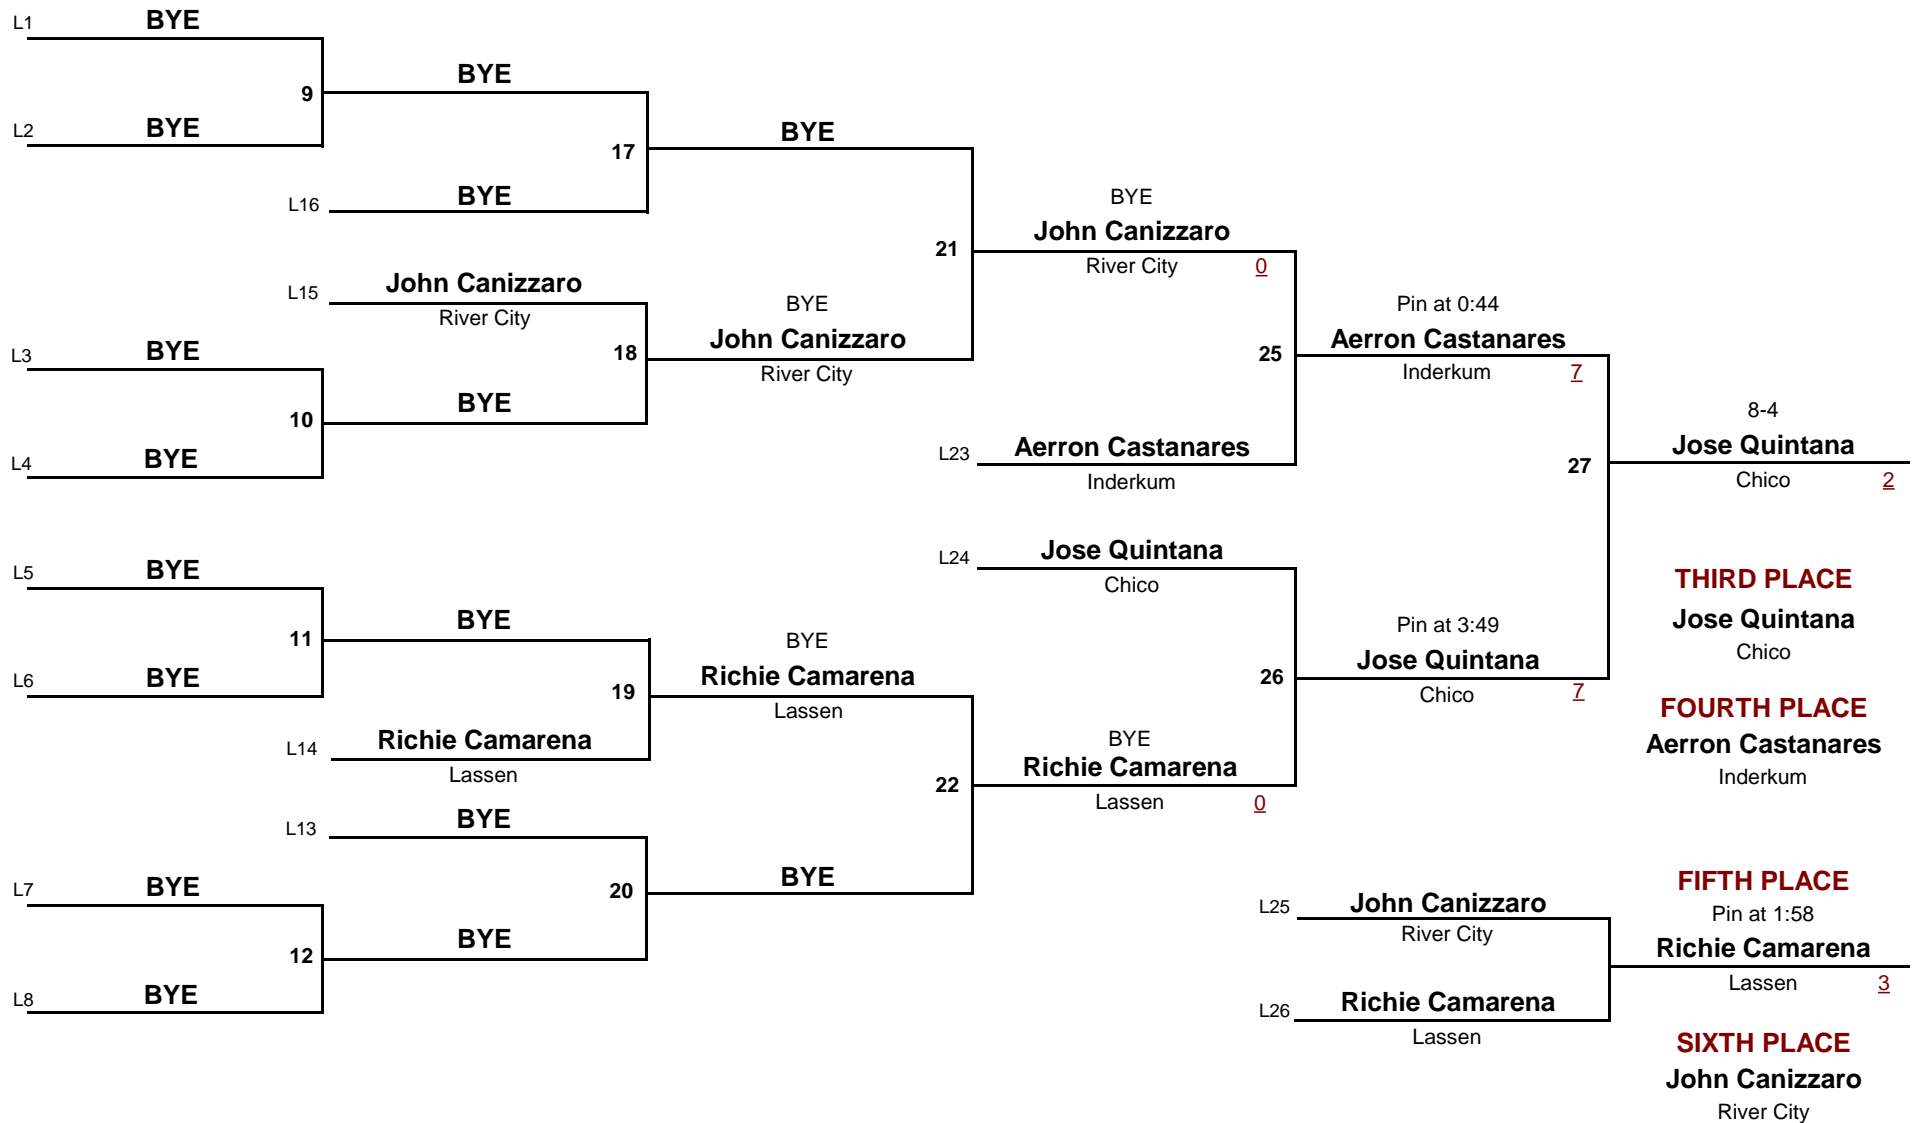 L1
BYE
9
L2
BYE
BYE
17
L16
BYE
BYE
L15
John Canizzaro
River City
L3
BYE
10
L4
BYE
BYE
18
BYE
John Canizzaro
River City
21
BYE
John Canizzaro
River City
0
25
L23
Aerron Castanares
Inderkum
Pin at 0:44
Aerron Castanares
Inderkum
7
27
8-4
Jose Quintana
Chico
2
L5
BYE
11
L6
BYE
BYE
19
L14
Richie Camarena
Lassen
BYE
Richie Camarena
Lassen
L13
BYE
20
L7
BYE
12
L8
BYE
BYE
BYE
22
BYE
Richie Camarena
Lassen
0
L24
Jose Quintana
Chico
26
Pin at 3:49
Jose Quintana
Chico
7
THIRD PLACE
Jose Quintana
Chico
FOURTH PLACE
Aerron Castanares
Inderkum
L25
John Canizzaro
River City
L26
Richie Camarena
Lassen
FIFTH PLACE
Pin at 1:58
Richie Camarena
Lassen
3
SIXTH PLACE
John Canizzaro
River City